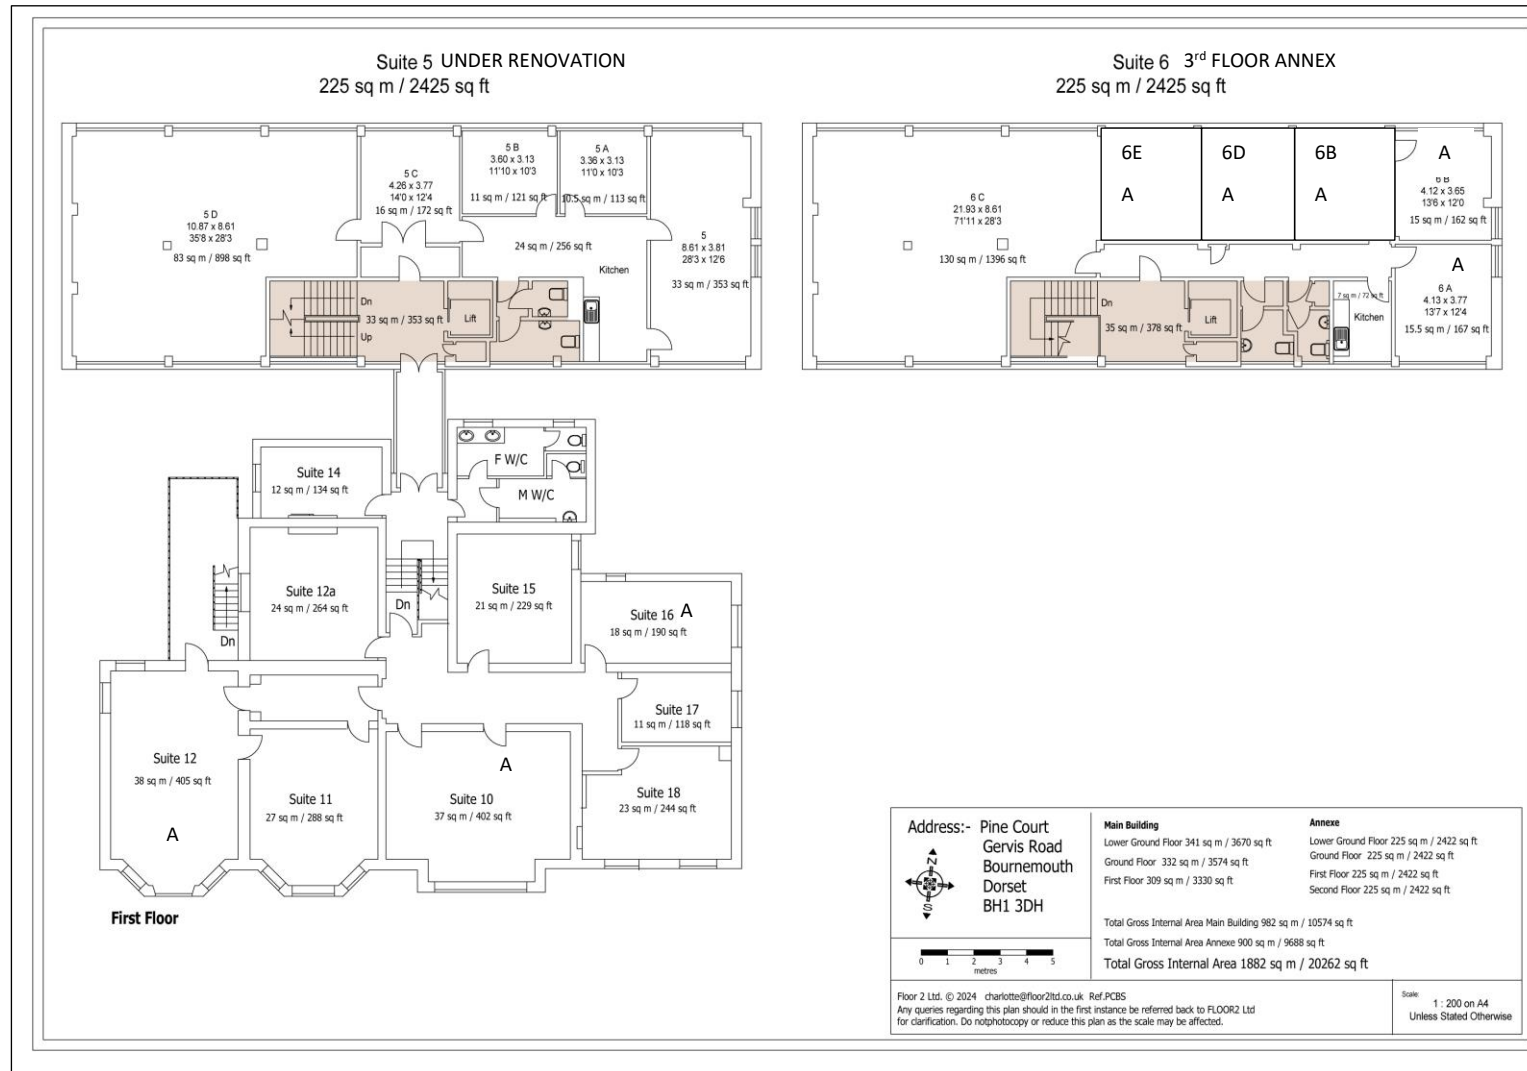 Suite 5 UNDER RENOVATION
225 sq m / 2425 sq ft
5 D
10.87 x 8.61
35'8 x 28'3
83 sq m / 898 sq ft
5 C
4.26 x 3.77
14'0 x 12'4
16 sq m / 172 sq ft
5 B
3.60 x 3.13
11'10 x 10'3
11 sq m / 121 sq ft
5 A
3.36 x 3.13
11'0 x 10'3
10.5 sq m / 113 sq ft
24 sq m / 256 sq ft
Kitchen
5
8.61 x 3.81
28'3 x 12'6
33 sq m / 353 sq ft
Dn
33 sq m / 353 sq ft
Up
Lift
Suite 6 3rd FLOOR ANNEX
225 sq m / 2425 sq ft
6 C
21.93 x 8.61
71'11 x 28'3
130 sq m / 1396 sq ft
6E
A
6D
A
6B
A
A
6 B
4.12 x 3.65
13'6 x 12'0
15 sq m / 162 sq ft
A
6 A
4.13 x 3.77
13'7 x 12'4
15.5 sq m / 167 sq ft
7 sq m / 72 sq ft
Kitchen
Dn
35 sq m / 378 sq ft
Lift
F W/C
M W/C
Suite 14
12 sq m / 134 sq ft
Suite 12a
24 sq m / 264 sq ft
Dn
Dn
Suite 15
21 sq m / 229 sq ft
Suite 16 A
18 sq m / 190 sq ft
Suite 17
11 sq m / 118 sq ft
Suite 12
38 sq m / 405 sq ft
A
Suite 11
27 sq m / 288 sq ft
A
Suite 10
37 sq m / 402 sq ft
Suite 18
23 sq m / 244 sq ft
First Floor
Address:- Pine Court
Gervis Road
Bournemouth
Dorset
BH1 3DH
N
S
0 1 2 3 4 5
metres
Main Building
Lower Ground Floor 341 sq m / 3670 sq ft
Ground Floor 332 sq m / 3574 sq ft
First Floor 309 sq m / 3330 sq ft
Annexe
Lower Ground Floor 225 sq m / 2422 sq ft
Ground Floor 225 sq m / 2422 sq ft
First Floor 225 sq m / 2422 sq ft
Second Floor 225 sq m / 2422 sq ft
Total Gross Internal Area Main Building 982 sq m / 10574 sq ft
Total Gross Internal Area Annexe 900 sq m / 9688 sq ft
Total Gross Internal Area 1882 sq m / 20262 sq ft
Floor 2 Ltd. © 2024 charlotte@floor2ltd.co.uk Ref.PCBS
Any queries regarding this plan should in the first instance be referred back to FLOOR2 Ltd
for clarification. Do notphotocopy or reduce this plan as the scale may be affected.
Scale:
1 : 200 on A4
Unless Stated Otherwise